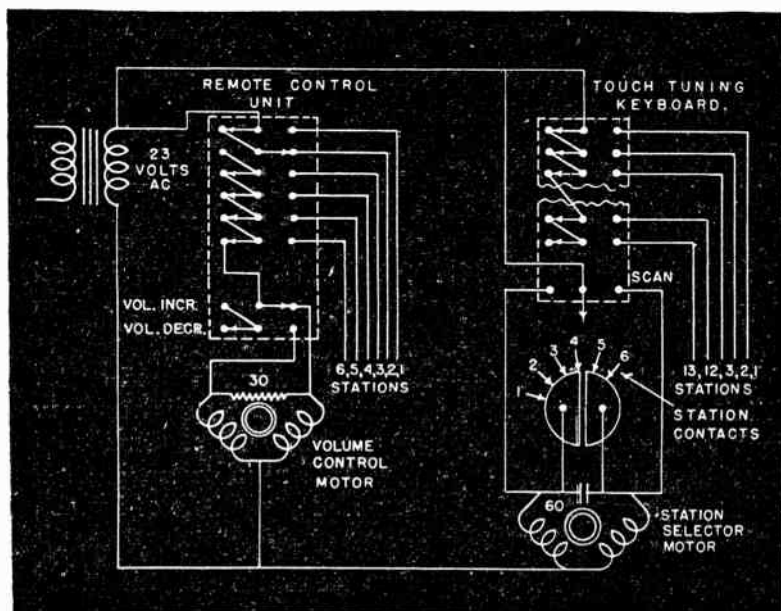 REMOTE CONTROL
UNIT
TOUCH TUNING
KEYBOARD.
23
VOLTS
AC
SCAN
VOL. INCR.
VOL. DECR.
6,5,4,3,2,1
STATIONS
30
VOLUME
CONTROL
MOTOR
1
2
3
4
5
6
13,12,3,2,1
STATIONS
STATION
CONTACTS
60
STATION
SELECTOR
MOTOR